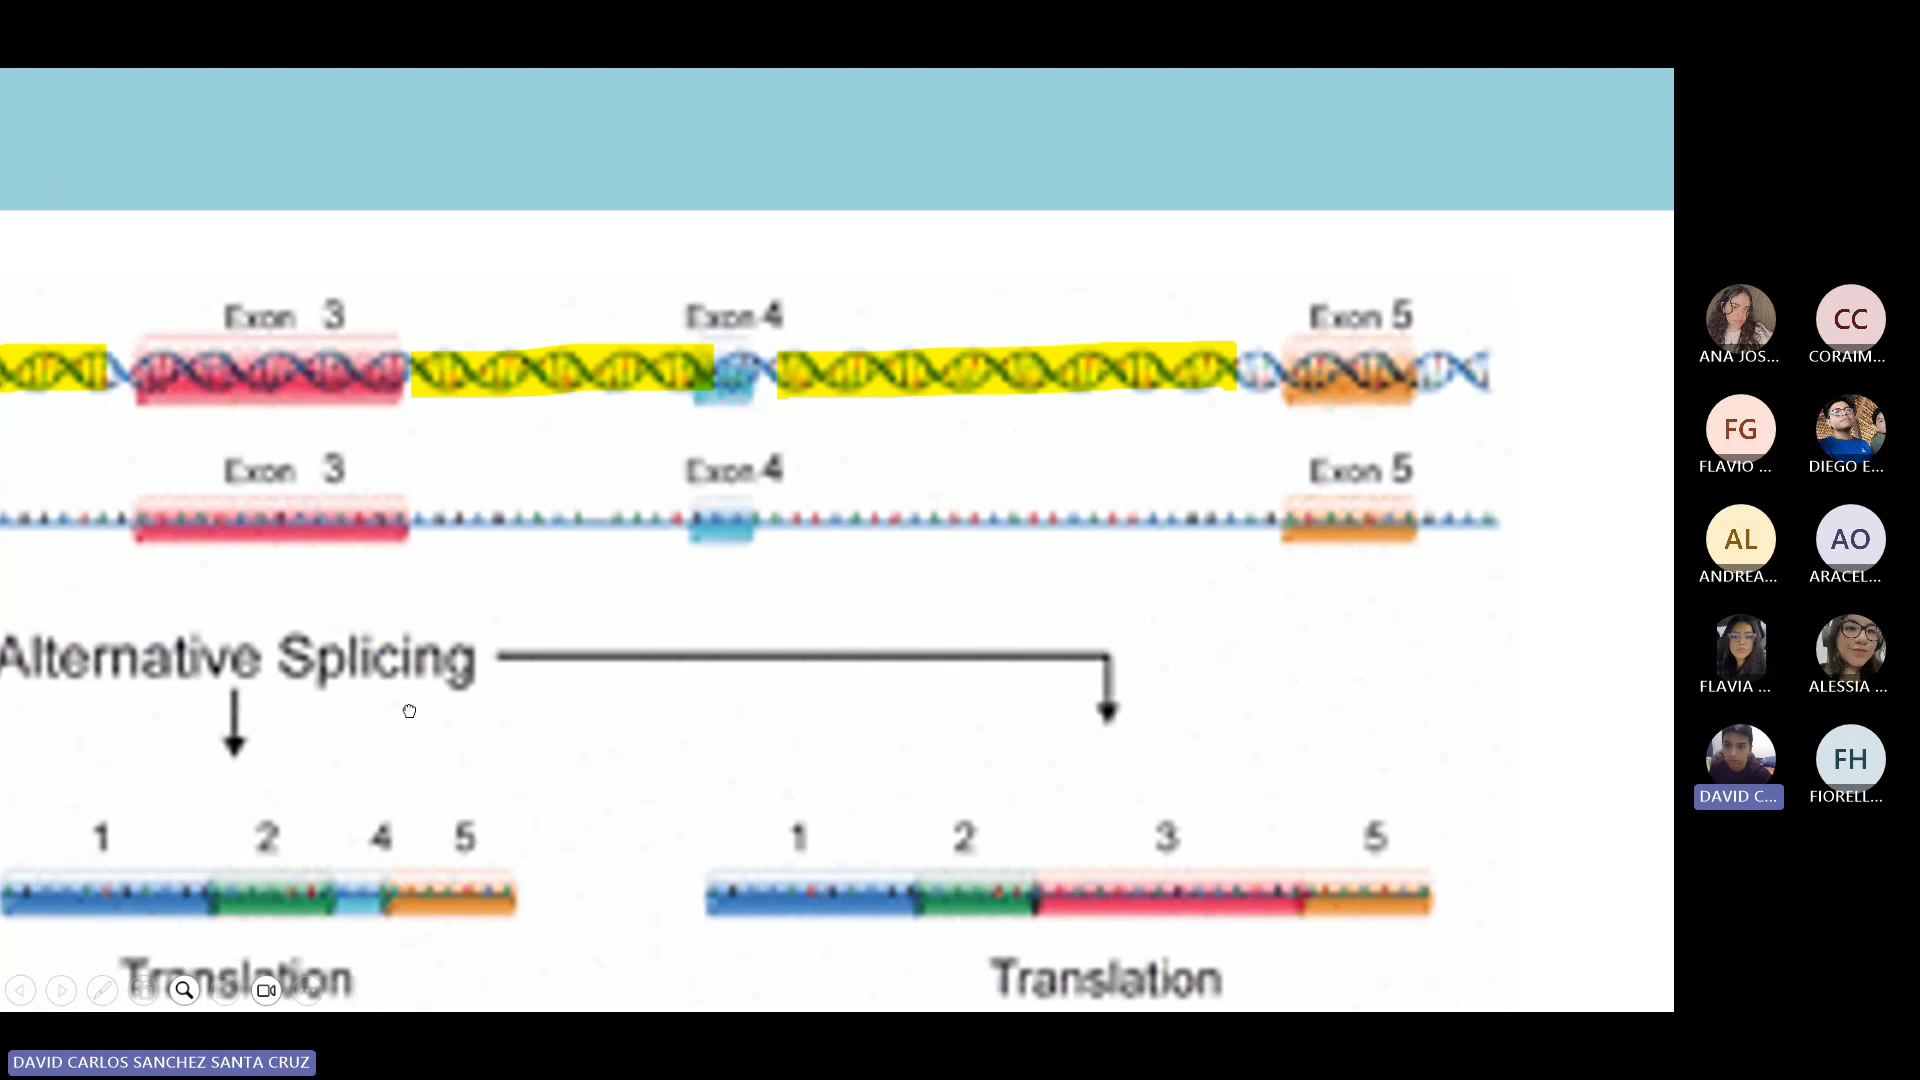 Exon 3
Exon 4
Exon 5
Exon 3
Exon 4
Exon 5
Alternative Splicing
1 2 4 5
1 2 3 5
Translation
Translation
ANA JOS...
CC
CORAIM...
FG
FLAVIO ...
DIEGO E...
AL
ANDREA...
AO
ARACEL...
FLAVIA ...
ALESSIA ...
DAVID C...
FH
FIORELL...
DAVID CARLOS SANCHEZ SANTA CRUZ